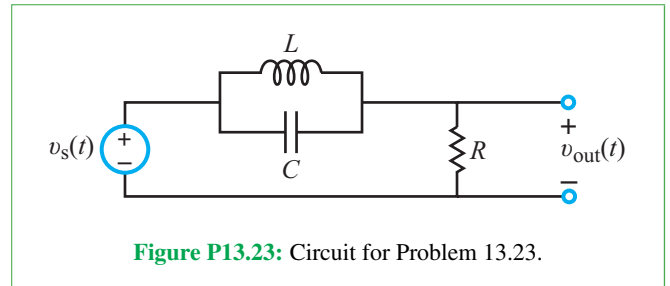 L
+
−
vs(t)
C
R
+
vout(t)
−
Figure P13.23: Circuit for Problem 13.23.